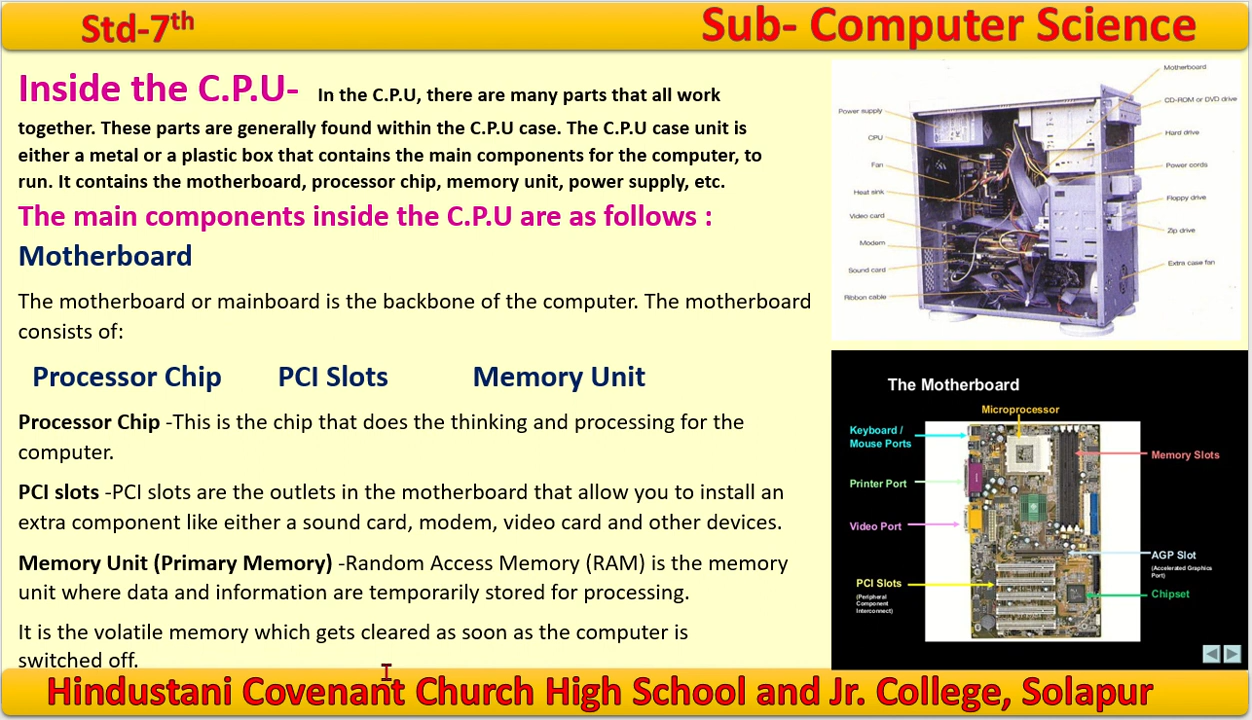 Std-7th
Sub- Computer Science
Inside the C.P.U- In the C.P.U, there are many parts that all work
together. These parts are generally found within the C.P.U case. The C.P.U case unit is
either a metal or a plastic box that contains the main components for the computer, to
run. It contains the motherboard, processor chip, memory unit, power supply, etc.
The main components inside the C.P.U are as follows :
Motherboard
The motherboard or mainboard is the backbone of the computer. The motherboard
consists of:
Processor Chip PCI Slots Memory Unit
Processor Chip -This is the chip that does the thinking and processing for the
computer.
PCI slots -PCI slots are the outlets in the motherboard that allow you to install an
extra component like either a sound card, modem, video card and other devices.
Memory Unit (Primary Memory) -Random Access Memory (RAM) is the memory
unit where data and information are temporarily stored for processing.
It is the volatile memory which gets cleared as soon as the computer is
switched off.
Power supply
CPU
Fan
Heat sink
Video card
Modem
Sound card
Ribbon cable
Motherboard
CD-ROM or DVD drive
Hard drive
Power cords
Floppy drive
Zip drive
Extra case fan
The Motherboard
Microprocessor
Keyboard /
Mouse Ports
Printer Port
Video Port
PCI Slots
(Peripheral
Component
Interconnect)
Memory Slots
AGP Slot
(Accelerated Graphics
Port)
Chipset
Hindustani Covenant Church High School and Jr. College, Solapur